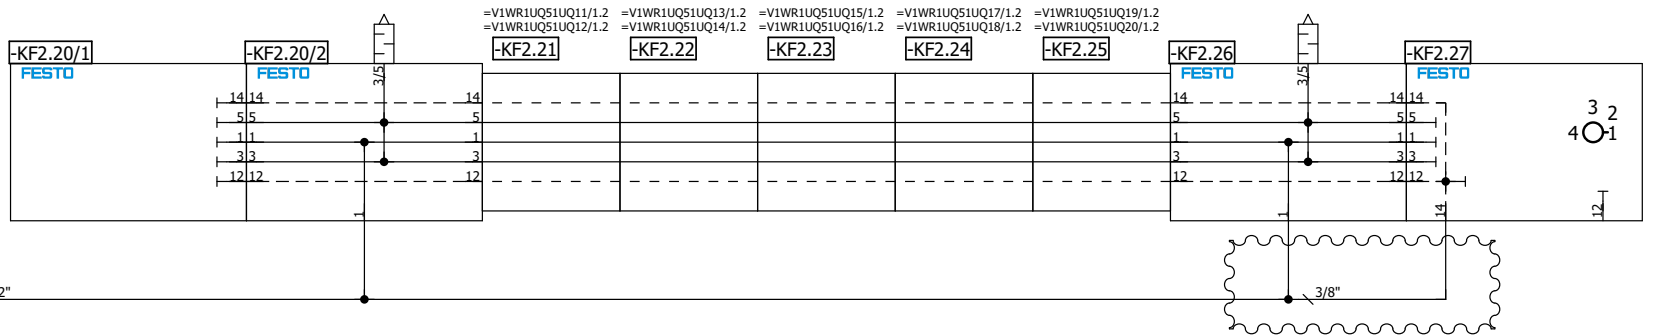 =V1WR1UQ51UQ11/1.2 =V1WR1UQ51UQ13/1.2 =V1WR1UQ51UQ15/1.2 =V1WR1UQ51UQ17/1.2 =V1WR1UQ51UQ19/1.2
=V1WR1UQ51UQ12/1.2 =V1WR1UQ51UQ14/1.2 =V1WR1UQ51UQ16/1.2 =V1WR1UQ51UQ18/1.2 =V1WR1UQ51UQ20/1.2
-KF2.20/1 -KF2.20/2 -KF2.21 -KF2.22 -KF2.23 -KF2.24 -KF2.25 -KF2.26 -KF2.27
FESTO FESTO FESTO FESTO
3/5 3/5
14 14 14 14 14 14
5 5 5 5 5 5
1 1 1 1 1 1
3 3 3 3 3 3
12 12 12 12 12 12
3 2
4 1
1 1 14 12
2" 3/8"